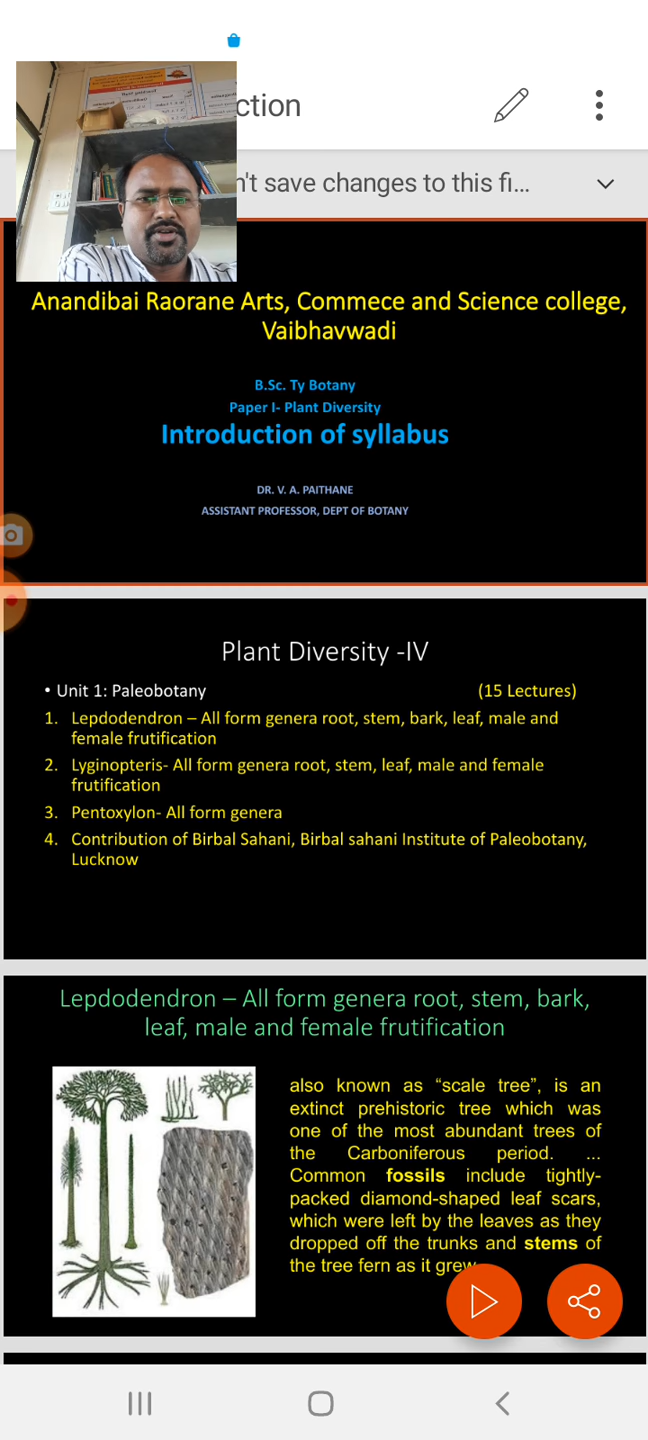 ction
n't save changes to this fi...
Anandibai Raorane Arts, Commece and Science college,
Vaibhavwadi
B.Sc. Ty Botany
Paper I- Plant Diversity
Introduction of syllabus
DR. V. A. PAITHANE
ASSISTANT PROFESSOR, DEPT OF BOTANY
Plant Diversity -IV
• Unit 1: Paleobotany (15 Lectures)
1. Lepdodendron – All form genera root, stem, bark, leaf, male and
female frutification
2. Lyginopteris- All form genera root, stem, leaf, male and female
frutification
3. Pentoxylon- All form genera
4. Contribution of Birbal Sahani, Birbal sahani Institute of Paleobotany,
Lucknow
Lepdodendron – All form genera root, stem, bark,
leaf, male and female frutification
also known as “scale tree”, is an
extinct prehistoric tree which was
one of the most abundant trees of
the Carboniferous period. ...
Common fossils include tightly-
packed diamond-shaped leaf scars,
which were left by the leaves as they
dropped off the trunks and stems of
the tree fern as it grew